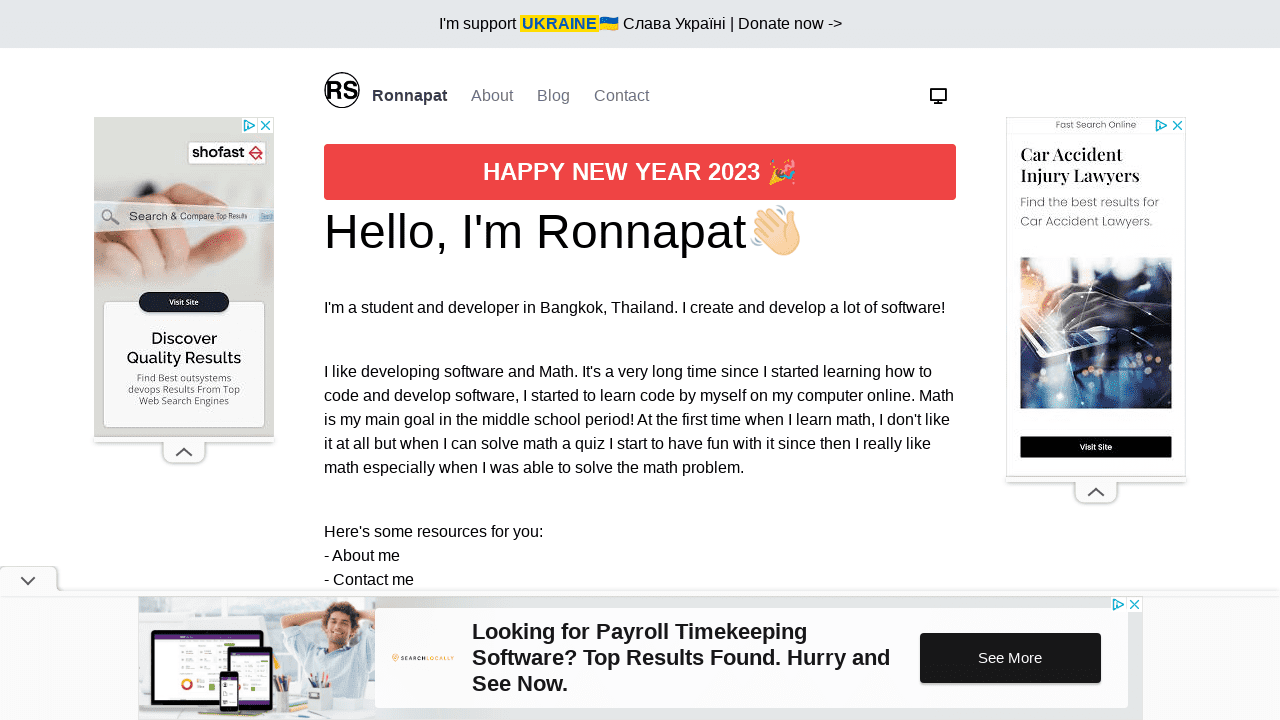 I'm support UKRAINE🇺🇦 Слава Україні | Donate now ->
RS Ronnapat About Blog Contact
HAPPY NEW YEAR 2023 🎉
Hello, I'm Ronnapat👋🏻
I'm a student and developer in Bangkok, Thailand. I create and develop a lot of software!
I like developing software and Math. It's a very long time since I started learning how to
code and develop software, I started to learn code by myself on my computer online. Math
is my main goal in the middle school period! At the first time when I learn math, I don't like
it at all but when I can solve math a quiz I start to have fun with it since then I really like
math especially when I was able to solve the math problem.
Here's some resources for you:
- About me
- Contact me
shofast
Search & Compare Top Results
Visit Site
Discover
Quality Results
Find Best outsystems
devops Results From Top
Web Search Engines
Fast Search Online
Car Accident
Injury Lawyers
Find the best results for
Car Accident Lawyers.
Visit Site
SEARCHLOCALLY
Looking for Payroll Timekeeping
Software? Top Results Found. Hurry and
See Now.
See More